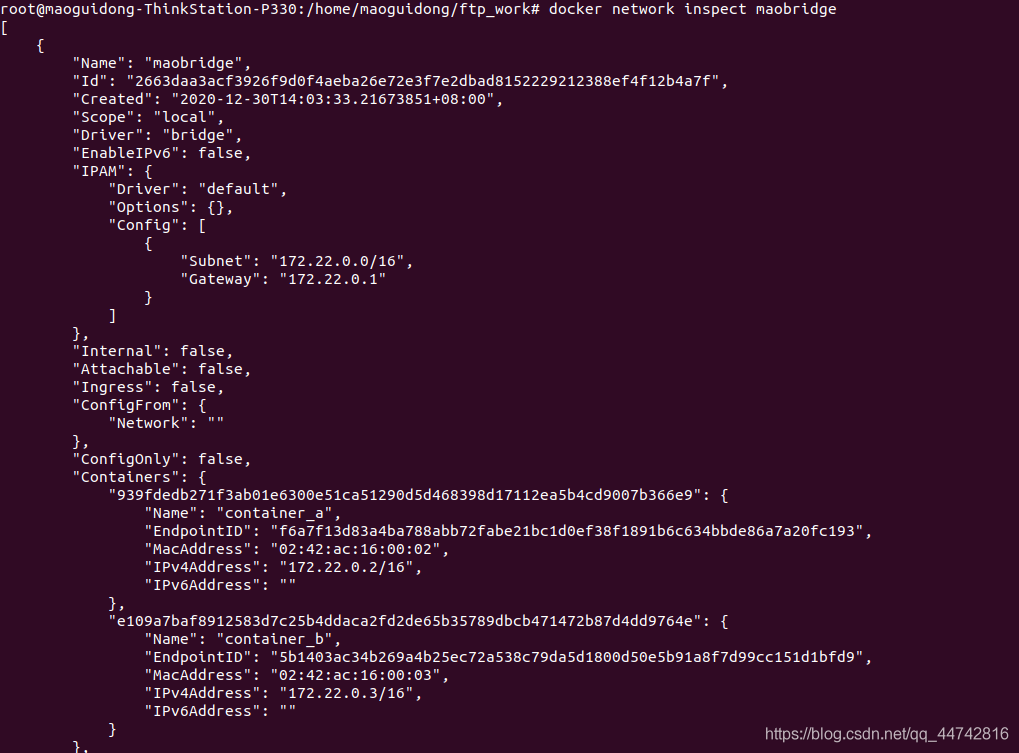 root@maoguidong-ThinkStation-P330:/home/maoguidong/ftp_work# docker network inspect maobridge
[
    {
        "Name": "maobridge",
        "Id": "2663daa3acf3926f9d0f4aeba26e72e3f7e2dbad8152229212388ef4f12b4a7f",
        "Created": "2020-12-30T14:03:33.21673851+08:00",
        "Scope": "local",
        "Driver": "bridge",
        "EnableIPv6": false,
        "IPAM": {
            "Driver": "default",
            "Options": {},
            "Config": [
                {
                    "Subnet": "172.22.0.0/16",
                    "Gateway": "172.22.0.1"
                }
            ]
        },
        "Internal": false,
        "Attachable": false,
        "Ingress": false,
        "ConfigFrom": {
            "Network": ""
        },
        "ConfigOnly": false,
        "Containers": {
            "939fdedb271f3ab01e6300e51ca51290d5d468398d17112ea5b4cd9007b366e9": {
                "Name": "container_a",
                "EndpointID": "f6a7f13d83a4ba788abb72fabe21bc1d0ef38f1891b6c634bbde86a7a20fc193",
                "MacAddress": "02:42:ac:16:00:02",
                "IPv4Address": "172.22.0.2/16",
                "IPv6Address": ""
            },
            "e109a7baf8912583d7c25b4ddaca2fd2de65b35789dbcb471472b87d4dd9764e": {
                "Name": "container_b",
                "EndpointID": "5b1403ac34b269a4b25ec72a538c79da5d1800d50e5b91a8f7d99cc151d1bfd9",
                "MacAddress": "02:42:ac:16:00:03",
                "IPv4Address": "172.22.0.3/16",
                "IPv6Address": ""
            }
        },
https://blog.csdn.net/qq_44742816